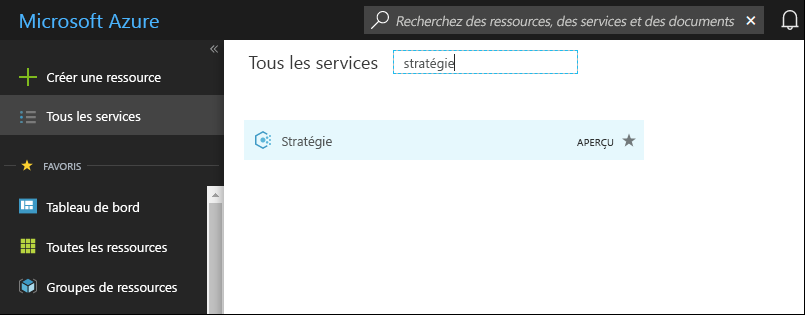 Microsoft Azure
Recherchez des ressources, des services et des documents
Créer une ressource
Tous les services
FAVORIS
Tableau de bord
Toutes les ressources
Groupes de ressources
Tous les services
stratégie
Stratégie
APERÇU